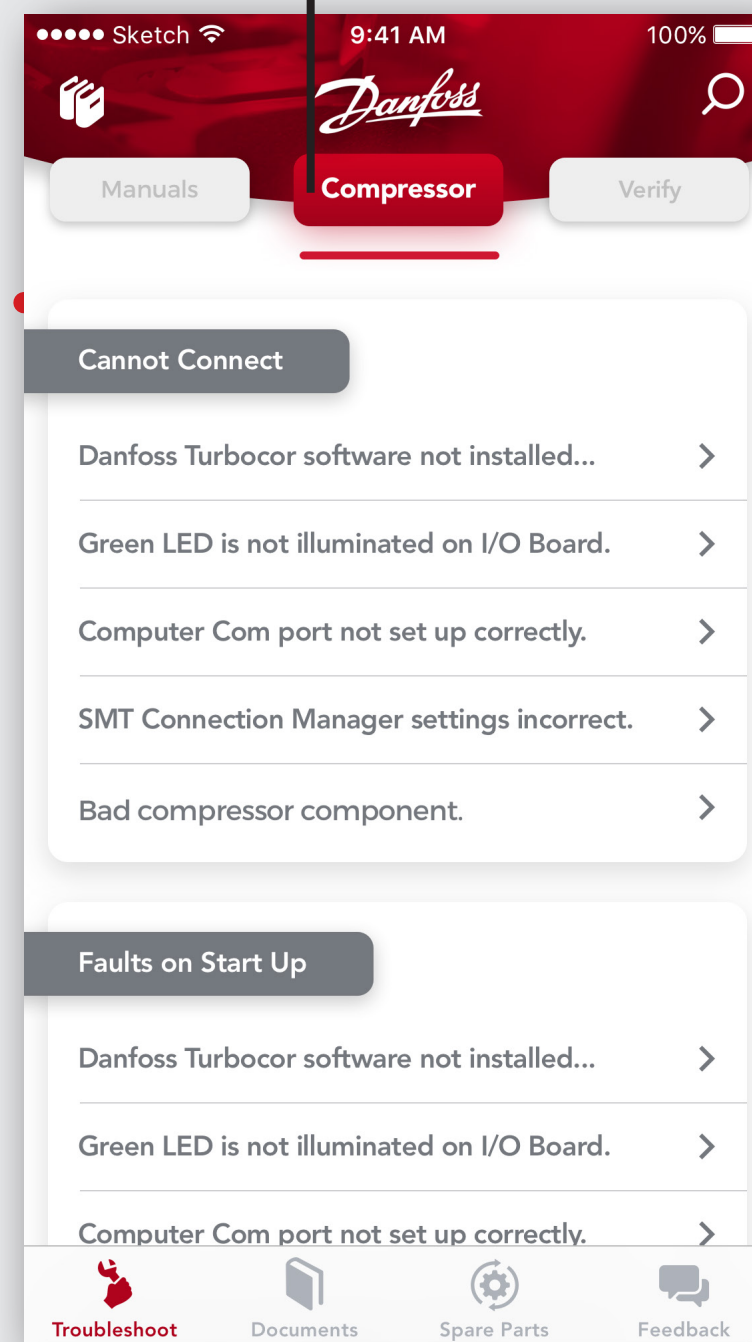 Sketch 9:41 AM 100%
Danfoss
Manuals Compressor Verify
Cannot Connect
Danfoss Turbocor software not installed...
Green LED is not illuminated on I/O Board.
Computer Com port not set up correctly.
SMT Connection Manager settings incorrect.
Bad compressor component.
Faults on Start Up
Danfoss Turbocor software not installed...
Green LED is not illuminated on I/O Board.
Computer Com port not set up correctly.
Troubleshoot Documents Spare Parts Feedback